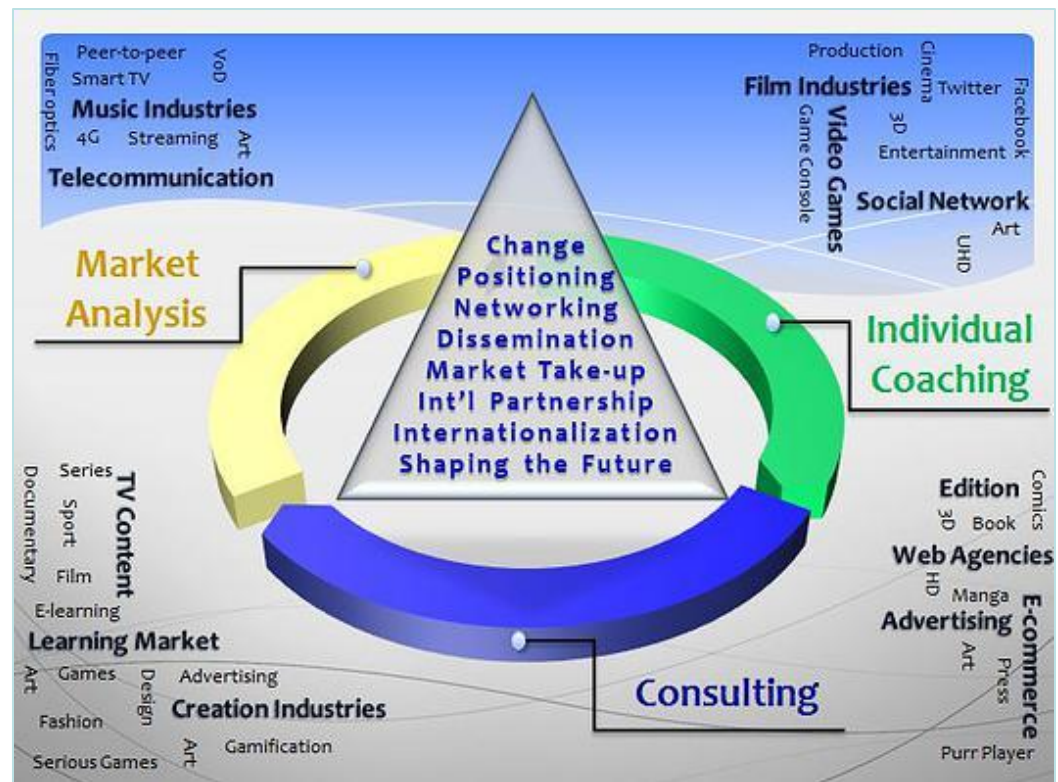 Peer-to-peer
VoD
Fiber optics
Smart TV
Music Industries
4G
Streaming
Art
Telecommunication
Production
Cinema
Film Industries
Twitter
Facebook
Video Games
Game Console
3D
Entertainment
Social Network
Art
UHD
Change
Positioning
Networking
Dissemination
Market Take-up
Int'l Partnership
Internationalization
Shaping the Future
Market
Analysis
Individual
Coaching
Consulting
Series
TV Content
Documentary
Sport
Film
E-learning
Learning Market
Art
Games
Design
Advertising
Creation Industries
Fashion
Art
Gamification
Serious Games
Edition
Comics
3D
Book
Web Agencies
HD
Manga
E-commerce
Advertising
Art
Press
Purr Player